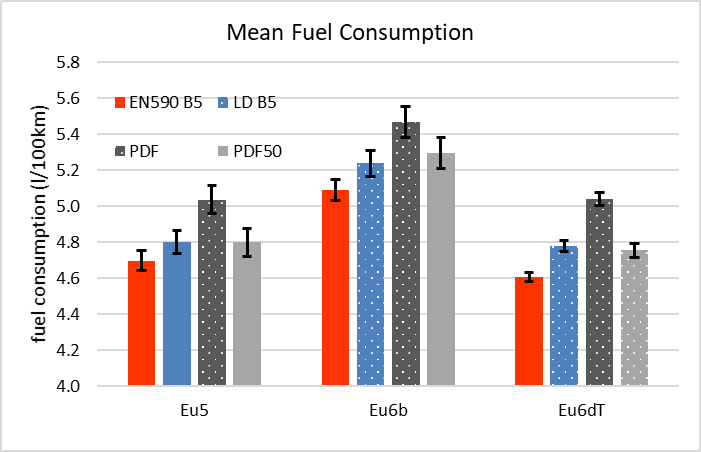 Mean Fuel Consumption
fuel consumption (l/100km)
5.8
5.6
5.4
5.2
5.0
4.8
4.6
4.4
4.2
4.0
EN590 B5
LD B5
PDF
PDF50
Eu5
Eu6b
Eu6dT